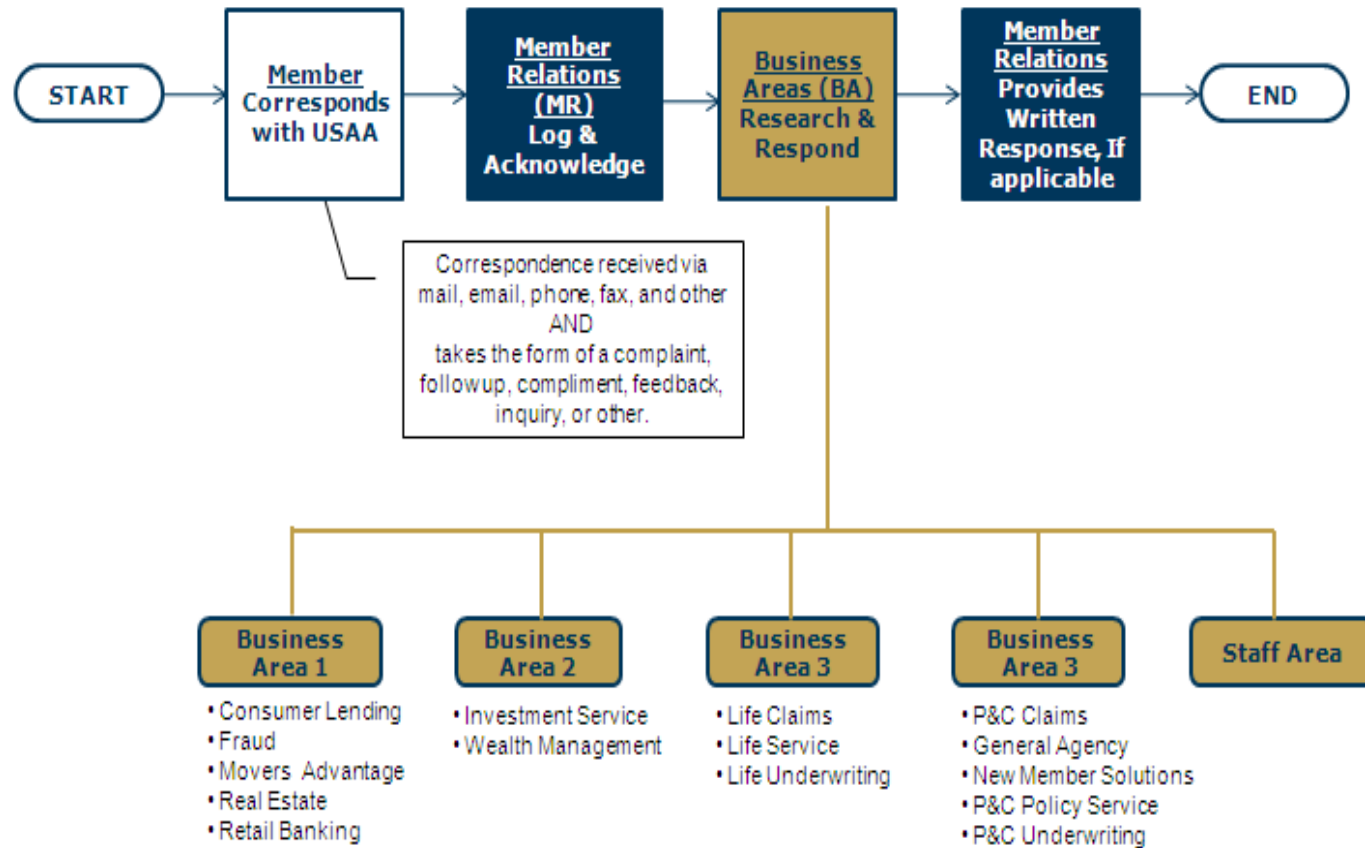 START
Member
Corresponds
with USAA
Member
Relations
(MR)
Log &
Acknowledge
Business
Areas (BA)
Research &
Respond
Member
Relations
Provides
Written
Response, If
applicable
END
Correspondence received via
mail, email, phone, fax, and other
AND
takes the form of a complaint,
followup, compliment, feedback,
inquiry, or other.
Business
Area 1
• Consumer Lending
• Fraud
• Movers Advantage
• Real Estate
• Retail Banking
Business
Area 2
• Investment Service
• Wealth Management
Business
Area 3
• Life Claims
• Life Service
• Life Underwriting
Business
Area 3
• P&C Claims
• General Agency
• New Member Solutions
• P&C Policy Service
• P&C Underwriting
Staff Area